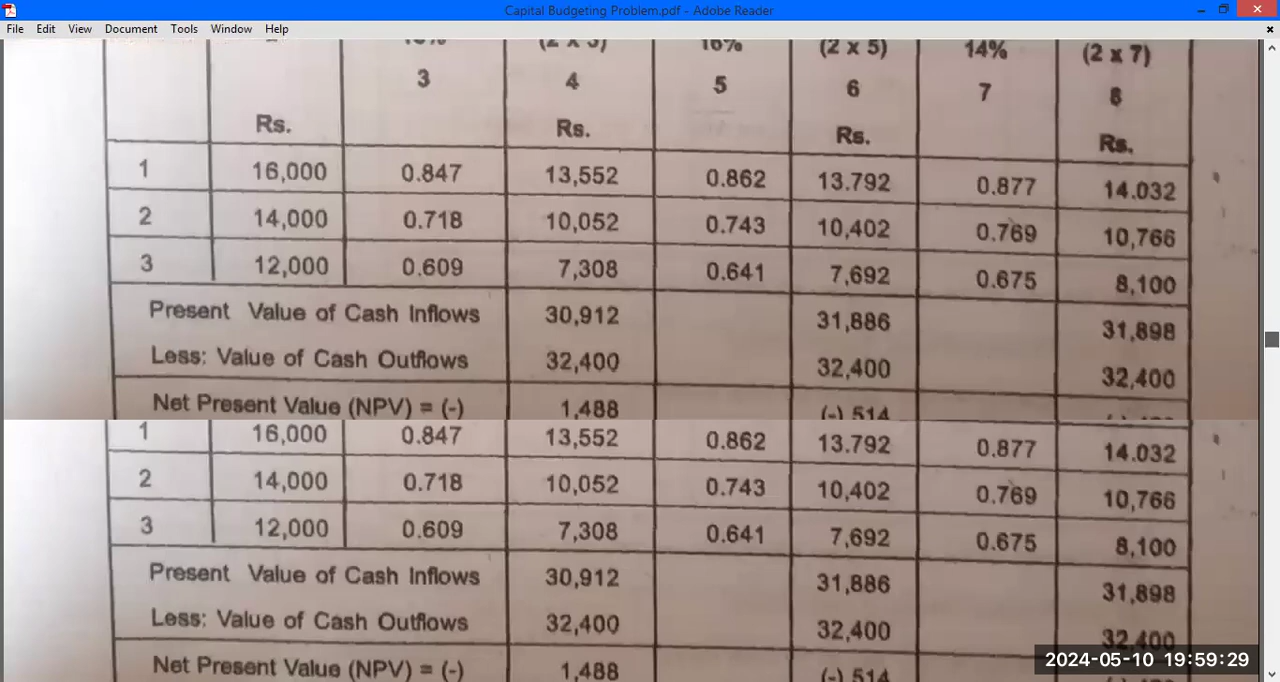 Capital Budgeting Problem.pdf - Adobe Reader
File Edit View Document Tools Window Help
16% (2 x 5) 14% (2 x 7)
3 4 5 6 7 8
Rs. Rs. Rs. Rs.
1 16,000 0.847 13,552 0.862 13.792 0.877 14.032
2 14,000 0.718 10,052 0.743 10,402 0.769 10,766
3 12,000 0.609 7,308 0.641 7,692 0.675 8,100
Present Value of Cash Inflows 30,912 31,886 31,898
Less: Value of Cash Outflows 32,400 32,400 32,400
Net Present Value (NPV) = (-) 1,488 (-) 514
1 16,000 0.847 13,552 0.862 13.792 0.877 14.032
2 14,000 0.718 10,052 0.743 10,402 0.769 10,766
3 12,000 0.609 7,308 0.641 7,692 0.675 8,100
Present Value of Cash Inflows 30,912 31,886 31,898
Less: Value of Cash Outflows 32,400 32,400 32,400
Net Present Value (NPV) = (-) 1,488 (-) 514
2024-05-10 19:59:29